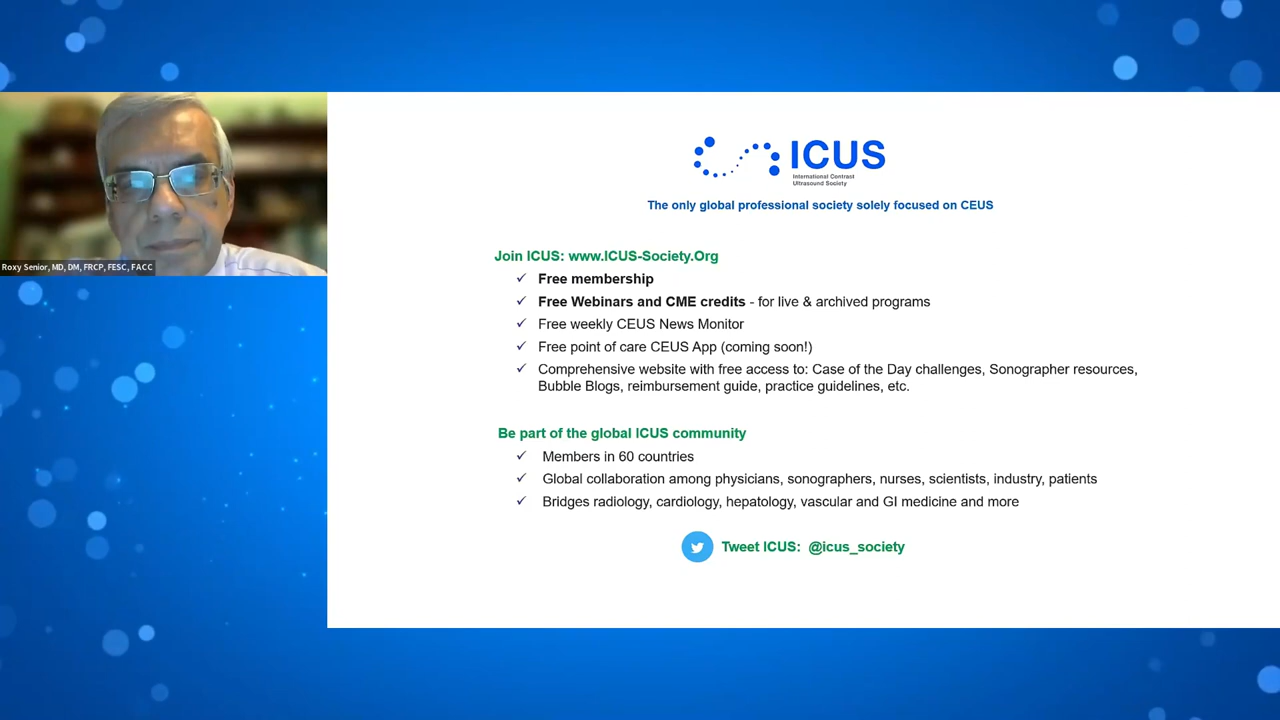 ICUS
International Contrast
Ultrasound Society
The only global professional society solely focused on CEUS
Roxy Senior, MD, DM, FRCP, FESC, FACC
Join ICUS: www.ICUS-Society.Org
✓ Free membership
✓ Free Webinars and CME credits - for live & archived programs
✓ Free weekly CEUS News Monitor
✓ Free point of care CEUS App (coming soon!)
✓ Comprehensive website with free access to: Case of the Day challenges, Sonographer resources,
Bubble Blogs, reimbursement guide, practice guidelines, etc.
Be part of the global ICUS community
✓ Members in 60 countries
✓ Global collaboration among physicians, sonographers, nurses, scientists, industry, patients
✓ Bridges radiology, cardiology, hepatology, vascular and GI medicine and more
Tweet ICUS: @icus_society